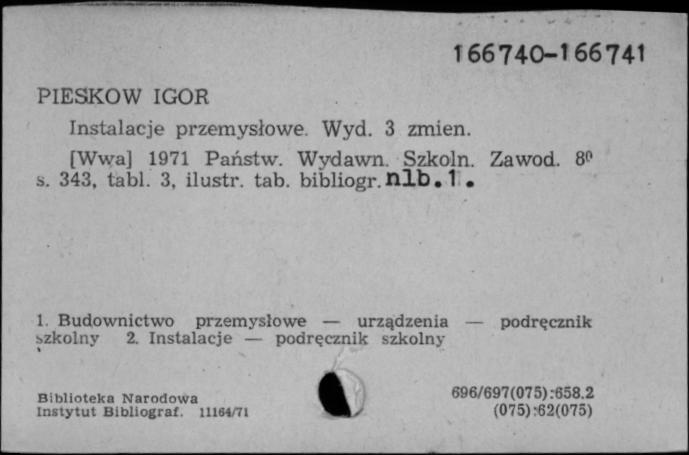 166740-166741
PIESKOW IGOR
Instalacje przemysłowe. Wyd. 3 zmien.
[Wwa] 1971 Państw. Wydawn. Szkoln. Zawod. 8⁰
s. 343, tabl. 3, ilustr. tab. bibliogr. nlb.1.
1. Budownictwo przemysłowe — urządzenia — podręcznik
szkolny 2. Instalacje — podręcznik szkolny
Biblioteka Narodowa
Instytut Bibliograf. 11164/71
696/697(075):658.2
(075):62(075)